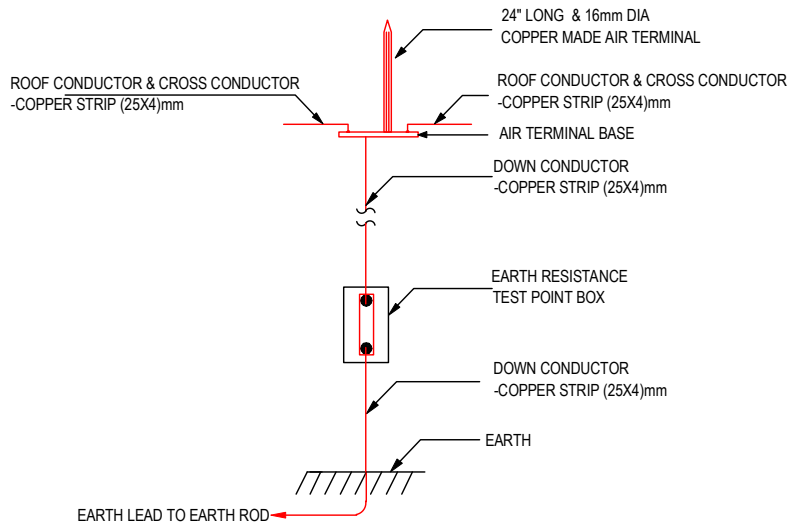 24" LONG & 16mm DIA
COPPER MADE AIR TERMINAL
ROOF CONDUCTOR & CROSS CONDUCTOR
-COPPER STRIP (25X4)mm
ROOF CONDUCTOR & CROSS CONDUCTOR
-COPPER STRIP (25X4)mm
AIR TERMINAL BASE
DOWN CONDUCTOR
-COPPER STRIP (25X4)mm
EARTH RESISTANCE
TEST POINT BOX
DOWN CONDUCTOR
-COPPER STRIP (25X4)mm
EARTH
EARTH LEAD TO EARTH ROD